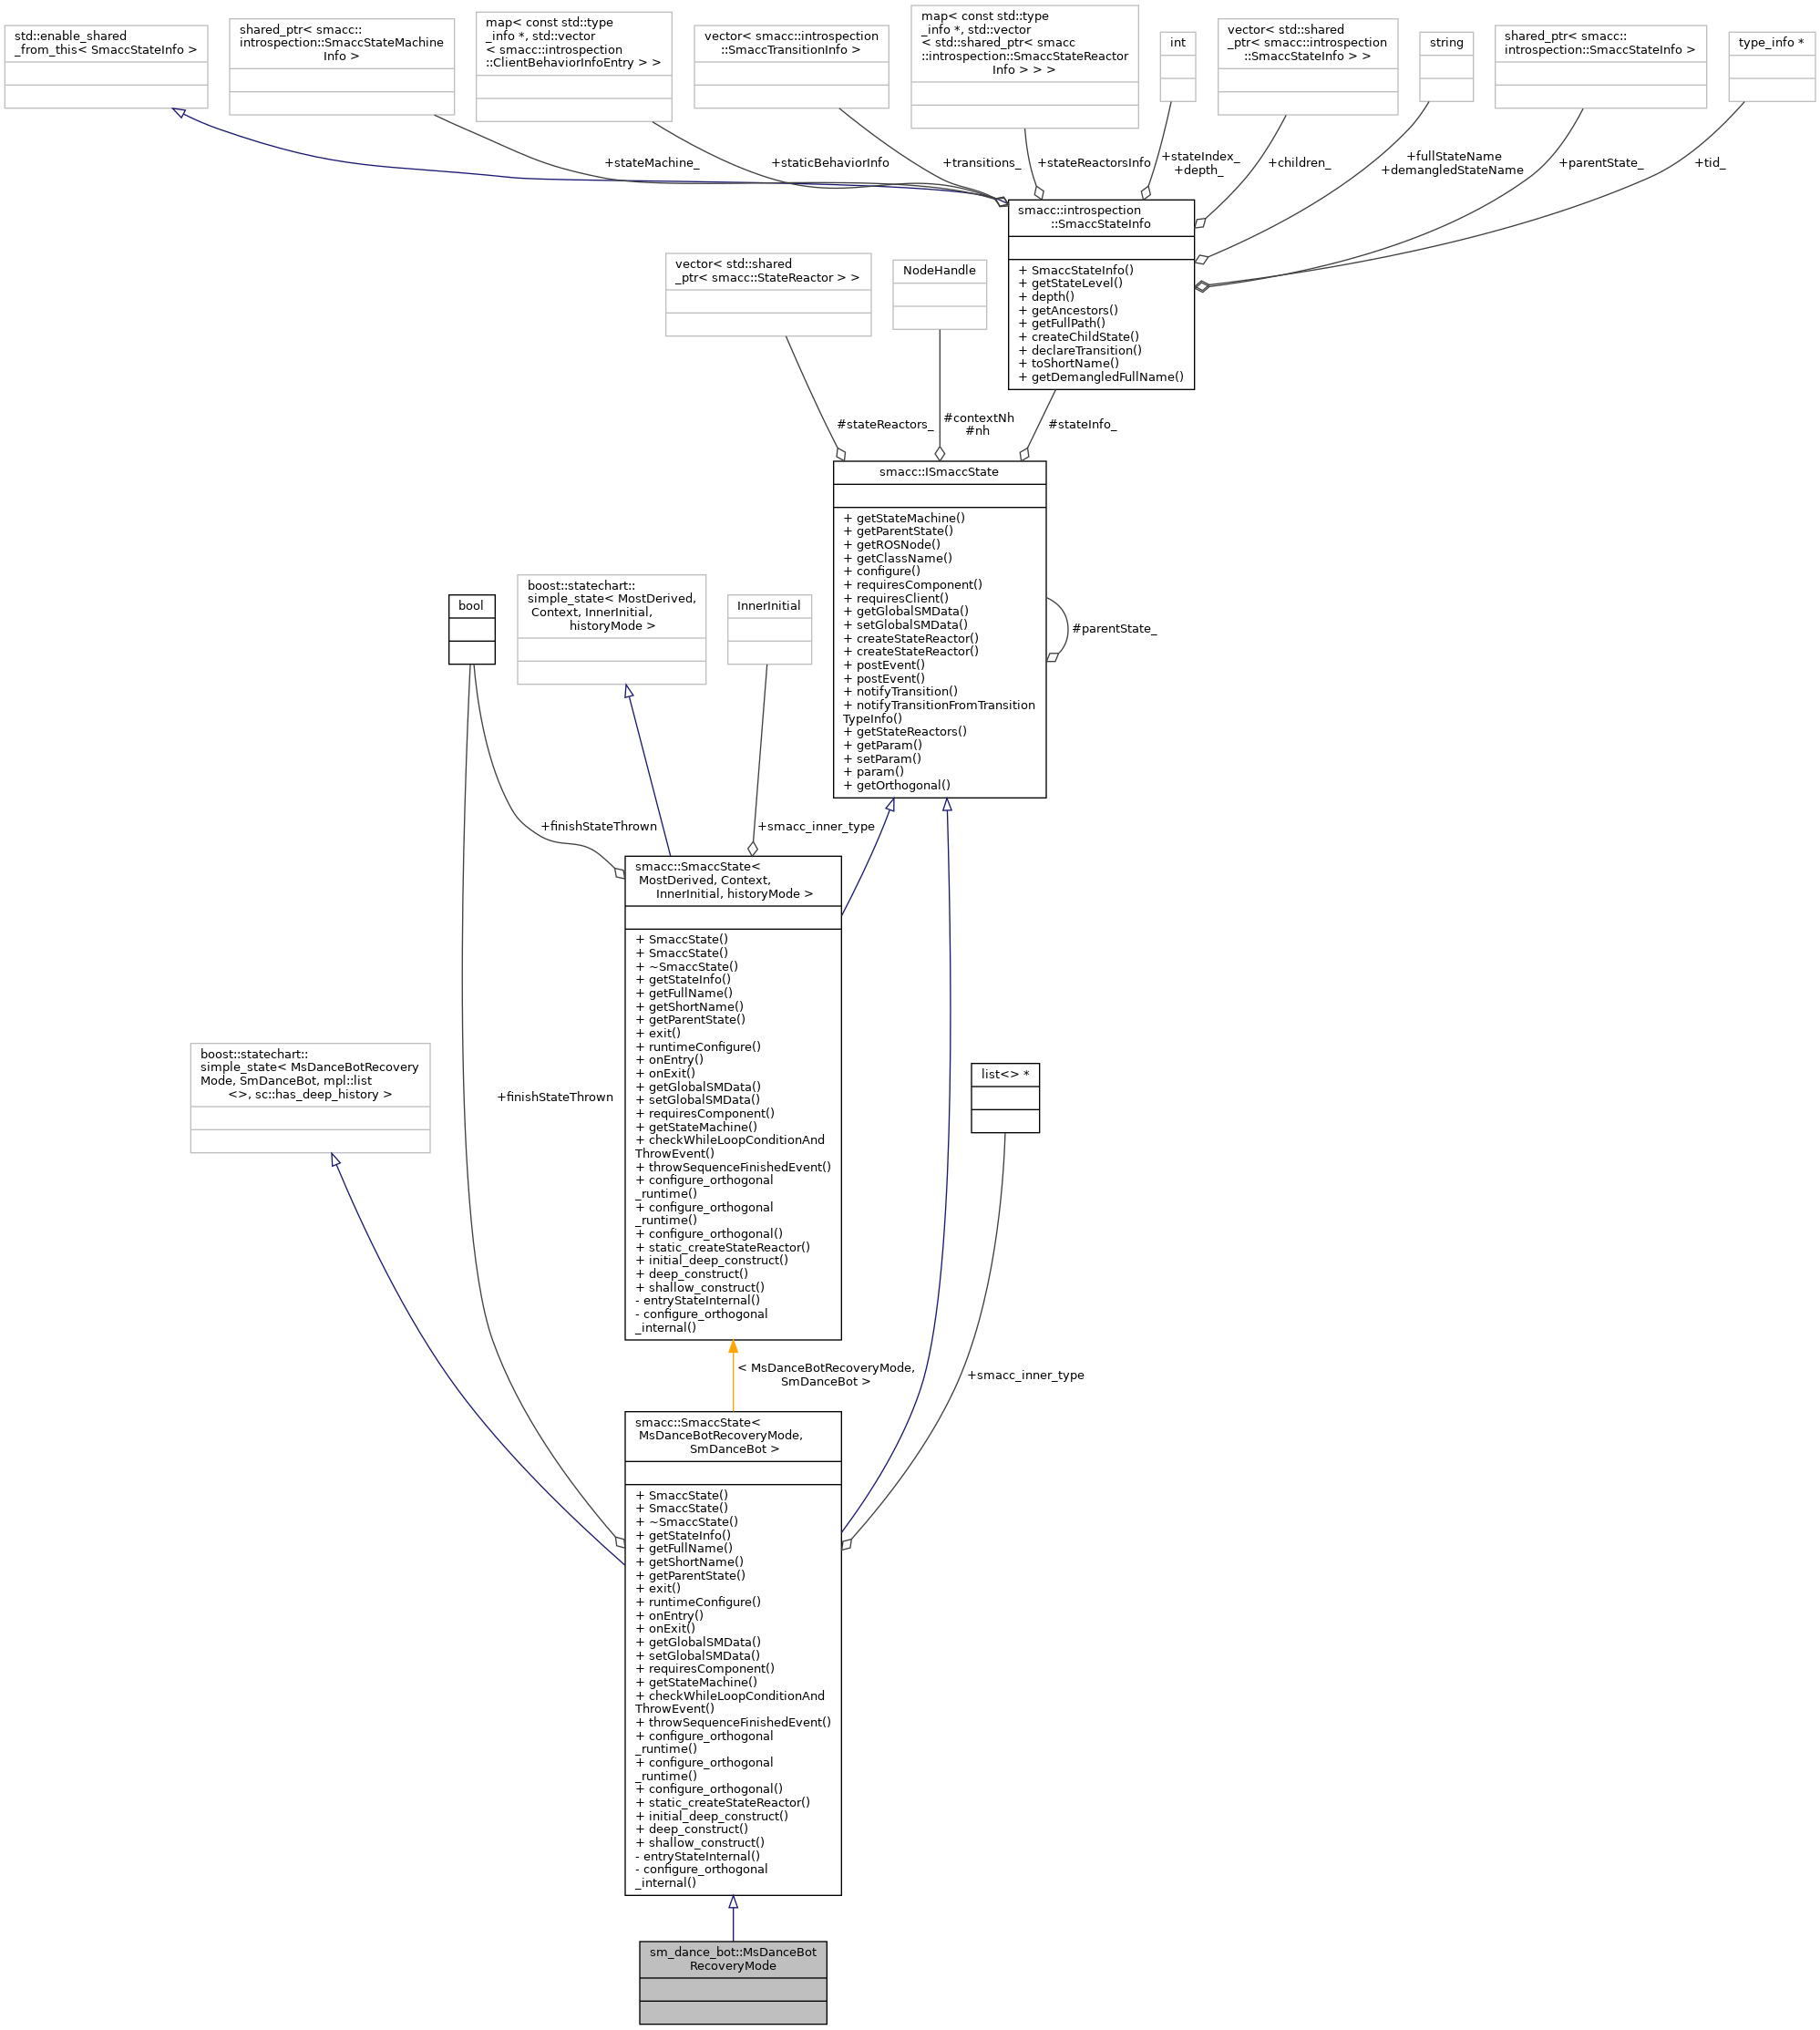 std::enable_shared
_from_this< SmaccStateInfo >
shared_ptr< smacc::
introspection::SmaccStateMachine
Info >
map< const std::type
_info *, std::vector
< smacc::introspection
::ClientBehaviorInfoEntry > >
vector< smacc::introspection
::SmaccTransitionInfo >
map< const std::type
_info *, std::vector
< std::shared_ptr< smacc
::introspection::SmaccStateReactor
Info > > >
int
vector< std::shared
_ptr< smacc::introspection
::SmaccStateInfo > >
string
shared_ptr< smacc::
introspection::SmaccStateInfo >
type_info *
+stateMachine_
+staticBehaviorInfo
+transitions_
+stateReactorsInfo
+stateIndex_
+depth_
+children_
+fullStateName
+demangledStateName
+parentState_
+tid_
smacc::introspection
::SmaccStateInfo
+ SmaccStateInfo()
+ getStateLevel()
+ depth()
+ getAncestors()
+ getFullPath()
+ createChildState()
+ declareTransition()
+ toShortName()
+ getDemangledFullName()
vector< std::shared
_ptr< smacc::StateReactor > >
NodeHandle
#stateReactors_
#contextNh
#nh
#stateInfo_
smacc::ISmaccState
+ getStateMachine()
+ getParentState()
+ getROSNode()
+ getClassName()
+ configure()
+ requiresComponent()
+ requiresClient()
+ getGlobalSMData()
+ setGlobalSMData()
+ createStateReactor()
+ createStateReactor()
+ postEvent()
+ postEvent()
+ notifyTransition()
+ notifyTransitionFromTransition
TypeInfo()
+ getStateReactors()
+ getParam()
+ setParam()
+ param()
+ getOrthogonal()
#parentState_
bool
boost::statechart::
simple_state< MostDerived,
Context, InnerInitial,
historyMode >
InnerInitial
+finishStateThrown
+smacc_inner_type
smacc::SmaccState<
MostDerived, Context,
InnerInitial, historyMode >
+ SmaccState()
+ SmaccState()
+ ~SmaccState()
+ getStateInfo()
+ getFullName()
+ getShortName()
+ getParentState()
+ exit()
+ runtimeConfigure()
+ onEntry()
+ onExit()
+ getGlobalSMData()
+ setGlobalSMData()
+ requiresComponent()
+ getStateMachine()
+ checkWhileLoopConditionAnd
ThrowEvent()
+ throwSequenceFinishedEvent()
+ configure_orthogonal
_runtime()
+ configure_orthogonal
_runtime()
+ configure_orthogonal()
+ static_createStateReactor()
+ initial_deep_construct()
+ deep_construct()
+ shallow_construct()
- entryStateInternal()
- configure_orthogonal
_internal()
boost::statechart::
simple_state< MsDanceBotRecovery
Mode, SmDanceBot, mpl::list
<>, sc::has_deep_history >
+finishStateThrown
list<> *
< MsDanceBotRecoveryMode,
SmDanceBot >
+smacc_inner_type
smacc::SmaccState<
MsDanceBotRecoveryMode,
SmDanceBot >
+ SmaccState()
+ SmaccState()
+ ~SmaccState()
+ getStateInfo()
+ getFullName()
+ getShortName()
+ getParentState()
+ exit()
+ runtimeConfigure()
+ onEntry()
+ onExit()
+ getGlobalSMData()
+ setGlobalSMData()
+ requiresComponent()
+ getStateMachine()
+ checkWhileLoopConditionAnd
ThrowEvent()
+ throwSequenceFinishedEvent()
+ configure_orthogonal
_runtime()
+ configure_orthogonal
_runtime()
+ configure_orthogonal()
+ static_createStateReactor()
+ initial_deep_construct()
+ deep_construct()
+ shallow_construct()
- entryStateInternal()
- configure_orthogonal
_internal()
sm_dance_bot::MsDanceBot
RecoveryMode